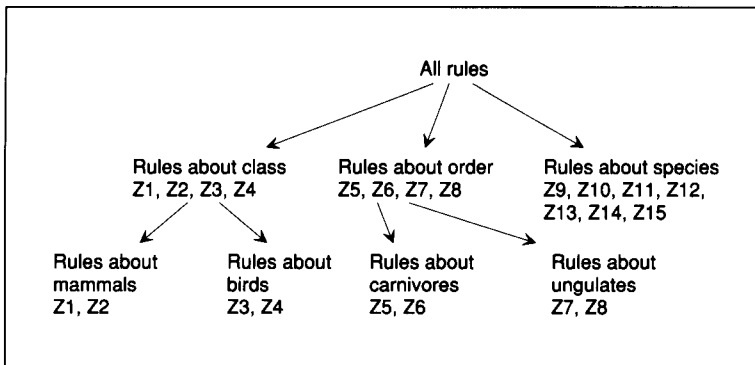 All rules
Rules about class
Z1, Z2, Z3, Z4
Rules about order
Z5, Z6, Z7, Z8
Rules about species
Z9, Z10, Z11, Z12,
Z13, Z14, Z15
Rules about
mammals
Z1, Z2
Rules about
birds
Z3, Z4
Rules about
carnivores
Z5, Z6
Rules about
ungulates
Z7, Z8